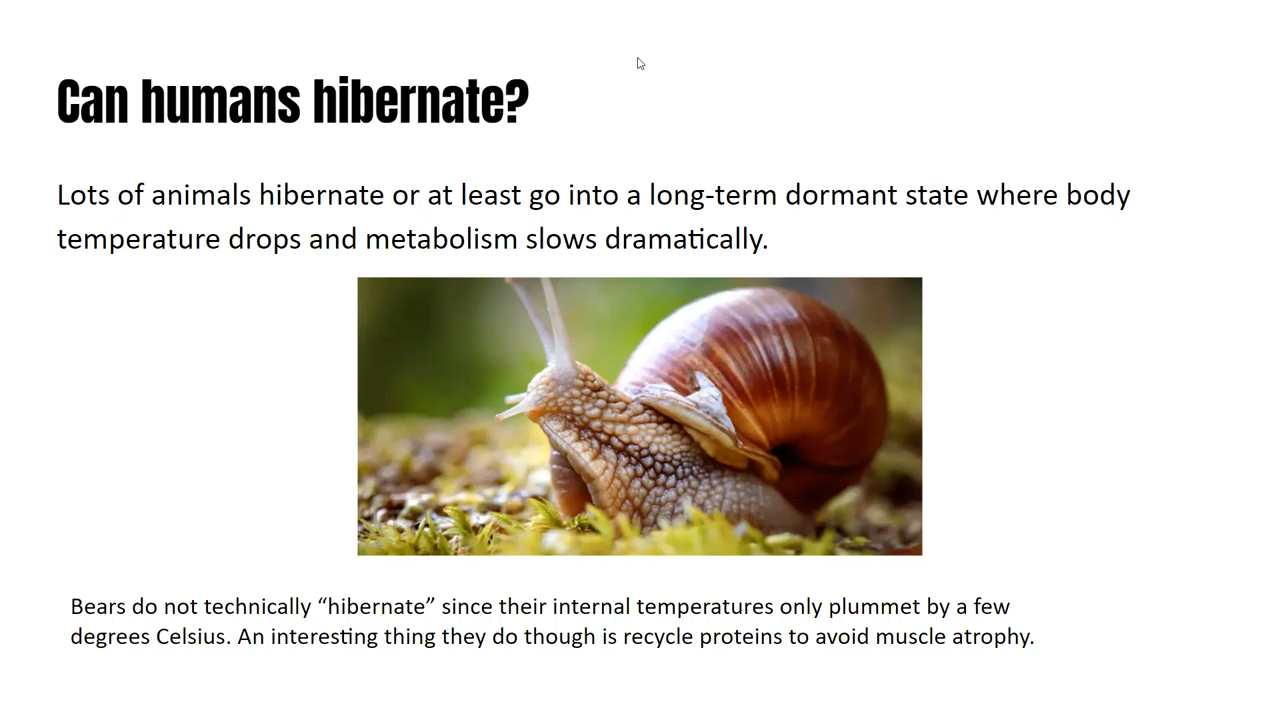 Can humans hibernate?
Lots of animals hibernate or at least go into a long-term dormant state where body
temperature drops and metabolism slows dramatically.
Bears do not technically “hibernate” since their internal temperatures only plummet by a few
degrees Celsius. An interesting thing they do though is recycle proteins to avoid muscle atrophy.